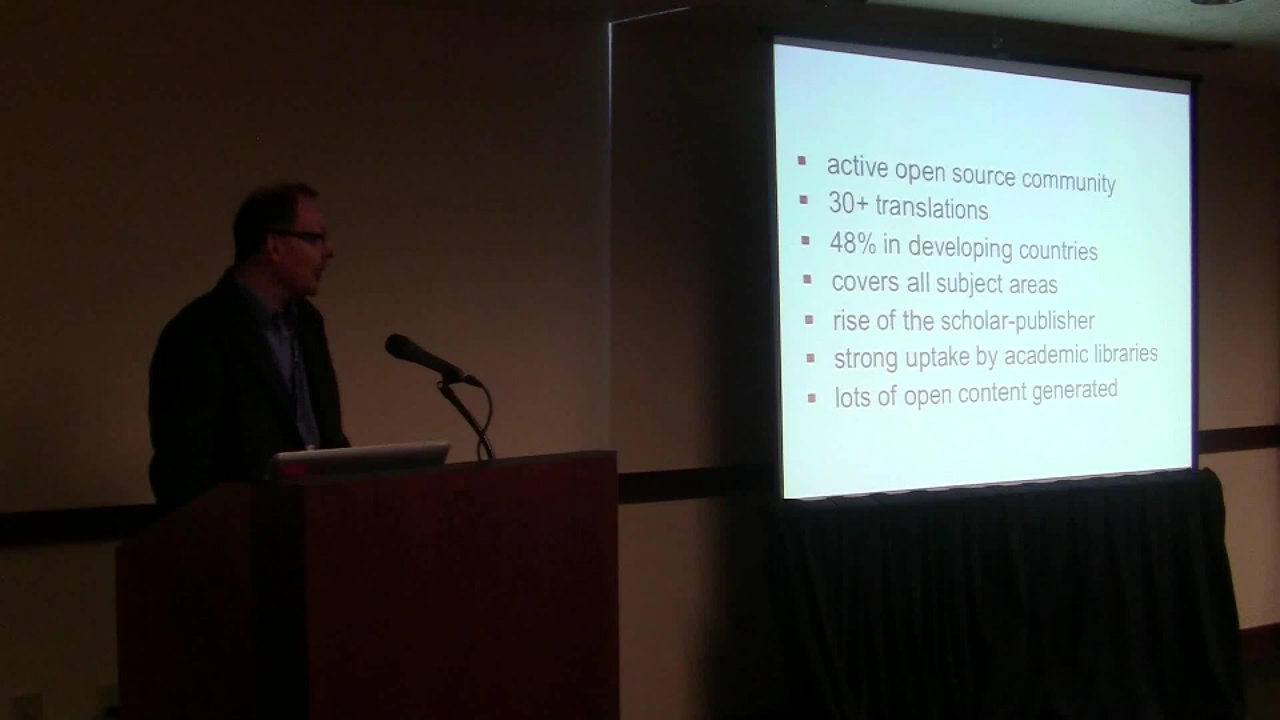 active open source community
30+ translations
48% in developing countries
covers all subject areas
rise of the scholar-publisher
strong uptake by academic libraries
lots of open content generated